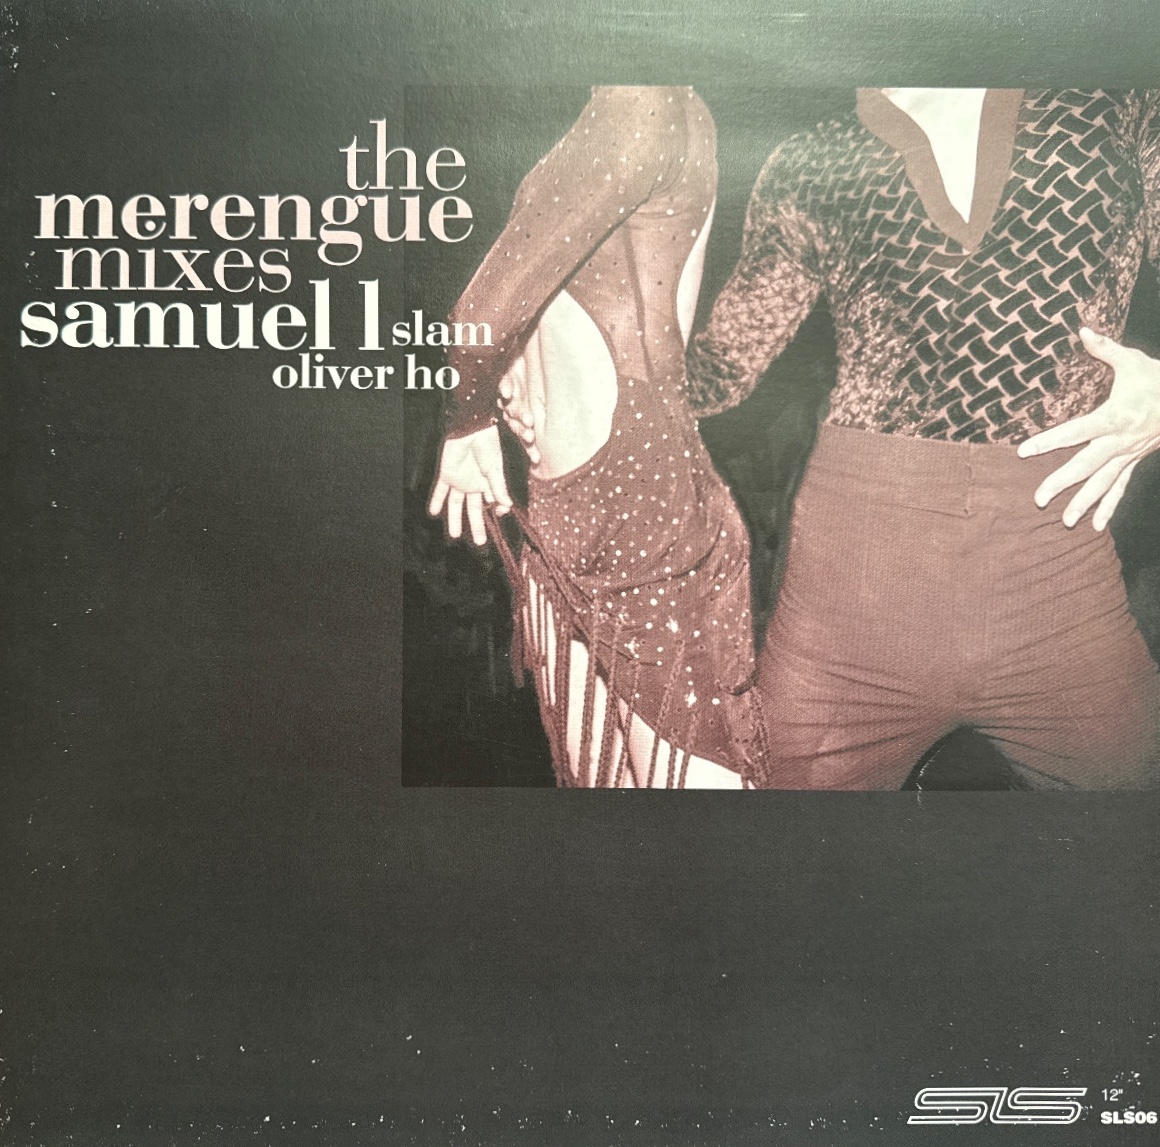 the
merengue
mixes
samuel l slam
oliver ho
SLS 12"
SLS06